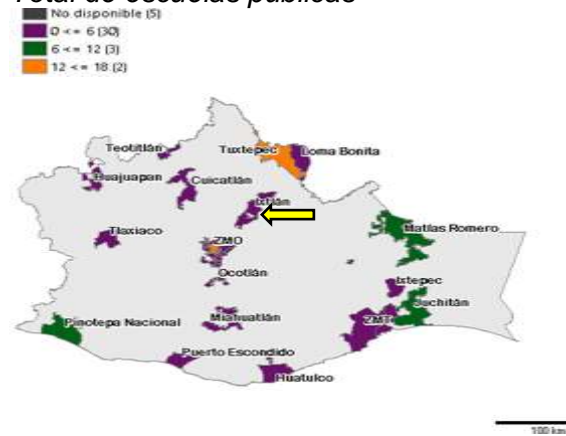 Total de escuelas públicas
No disponible (5)
0 <= 6 (30)
6 <= 12 (3)
12 <= 18 (2)
Teotitlán
Tuxtepec
Loma Bonita
Huajuapan
Cuicatlán
Ixtlán
Tlaxiaco
ZMO
Matías Romero
Ocotlán
Ixtepec
Juchitán
Pinotepa Nacional
Miahuatlán
ZMT
Puerto Escondido
Huatulco
100 km